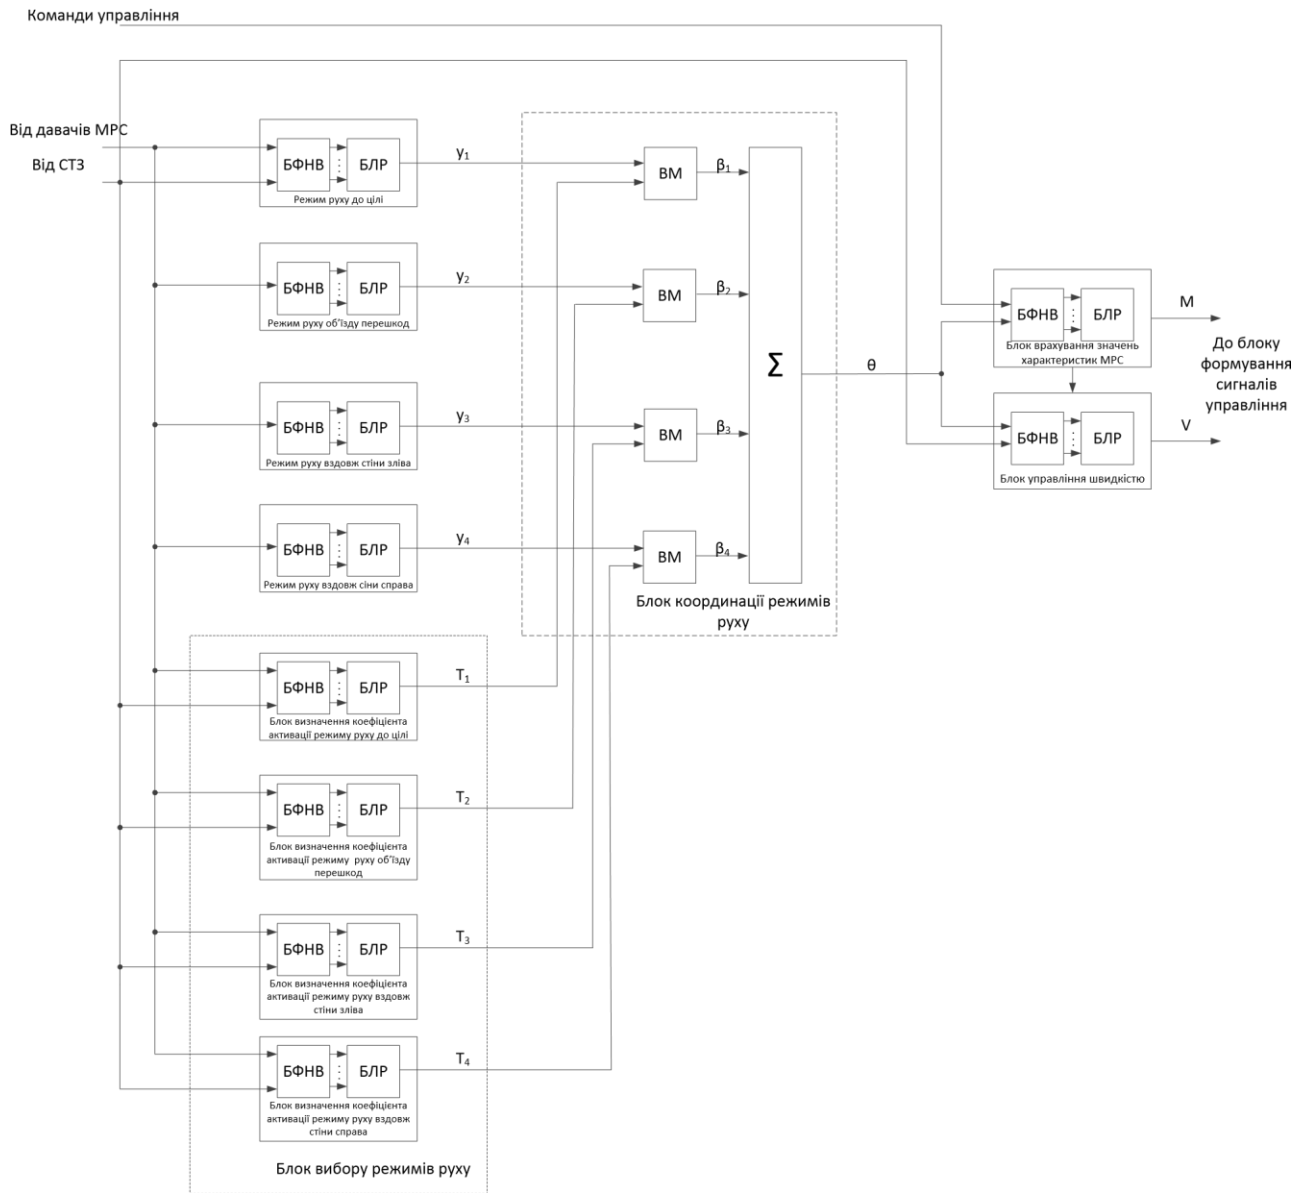 Команди управління
Від давачів МРС
Від СТЗ
БФНВ
БЛР
Режим руху до цілі
y₁
ВМ
β₁
БФНВ
БЛР
Режим руху об'їзду перешкод
y₂
ВМ
β₂
БФНВ
БЛР
Режим руху вздовж стіни зліва
y₃
ВМ
β₃
БФНВ
БЛР
Режим руху вздовж сіни справа
y₄
ВМ
β₄
Σ
Блок координації режимів
руху
θ
БФНВ
БЛР
Блок врахування значень
характеристик МРС
М
БФНВ
БЛР
Блок управління швидкістю
V
До блоку
формування
сигналів
управління
БФНВ
БЛР
Блок визначення коефіцієнта
активації режиму руху до цілі
T₁
БФНВ
БЛР
Блок визначення коефіцієнта
активації режиму руху об'їзду
перешкод
T₂
БФНВ
БЛР
Блок визначення коефіцієнта
активації режиму руху вздовж
стіни зліва
T₃
БФНВ
БЛР
Блок визначення коефіцієнта
активації режиму руху вздовж
стіни справа
T₄
Блок вибору режимів руху